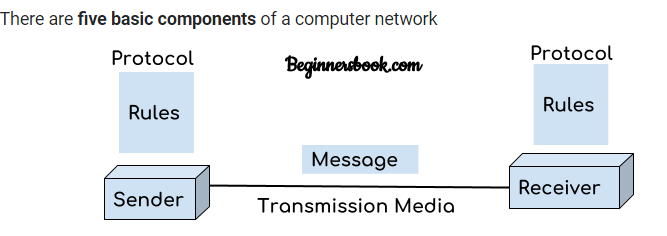 There are five basic components of a computer network
Protocol
Beginnersbook.com
Protocol
Rules
Rules
Message
Sender
Receiver
Transmission Media